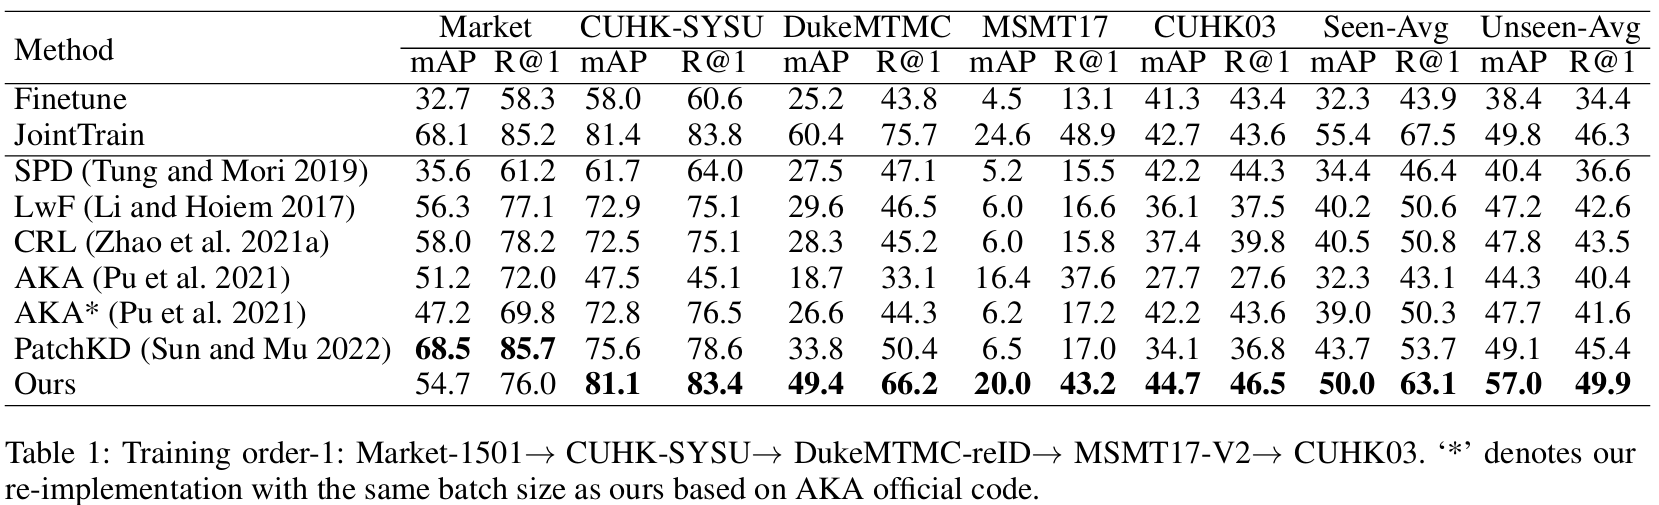 Method Market CUHK-SYSU DukeMTMC MSMT17 CUHK03 Seen-Avg Unseen-Avg
mAP R@1 mAP R@1 mAP R@1 mAP R@1 mAP R@1 mAP R@1 mAP R@1
Finetune 32.7 58.3 58.0 60.6 25.2 43.8 4.5 13.1 41.3 43.4 32.3 43.9 38.4 34.4
JointTrain 68.1 85.2 81.4 83.8 60.4 75.7 24.6 48.9 42.7 43.6 55.4 67.5 49.8 46.3
SPD (Tung and Mori 2019) 35.6 61.2 61.7 64.0 27.5 47.1 5.2 15.5 42.2 44.3 34.4 46.4 40.4 36.6
LwF (Li and Hoiem 2017) 56.3 77.1 72.9 75.1 29.6 46.5 6.0 16.6 36.1 37.5 40.2 50.6 47.2 42.6
CRL (Zhao et al. 2021a) 58.0 78.2 72.5 75.1 28.3 45.2 6.0 15.8 37.4 39.8 40.5 50.8 47.8 43.5
AKA (Pu et al. 2021) 51.2 72.0 47.5 45.1 18.7 33.1 16.4 37.6 27.7 27.6 32.3 43.1 44.3 40.4
AKA* (Pu et al. 2021) 47.2 69.8 72.8 76.5 26.6 44.3 6.2 17.2 42.2 43.6 39.0 50.3 47.7 41.6
PatchKD (Sun and Mu 2022) 68.5 85.7 75.6 78.6 33.8 50.4 6.5 17.0 34.1 36.8 43.7 53.7 49.1 45.4
Ours 54.7 76.0 81.1 83.4 49.4 66.2 20.0 43.2 44.7 46.5 50.0 63.1 57.0 49.9
Table 1: Training order-1: Market-1501→ CUHK-SYSU→ DukeMTMC-reID→ MSMT17-V2→ CUHK03. ‘*’ denotes our
re-implementation with the same batch size as ours based on AKA official code.